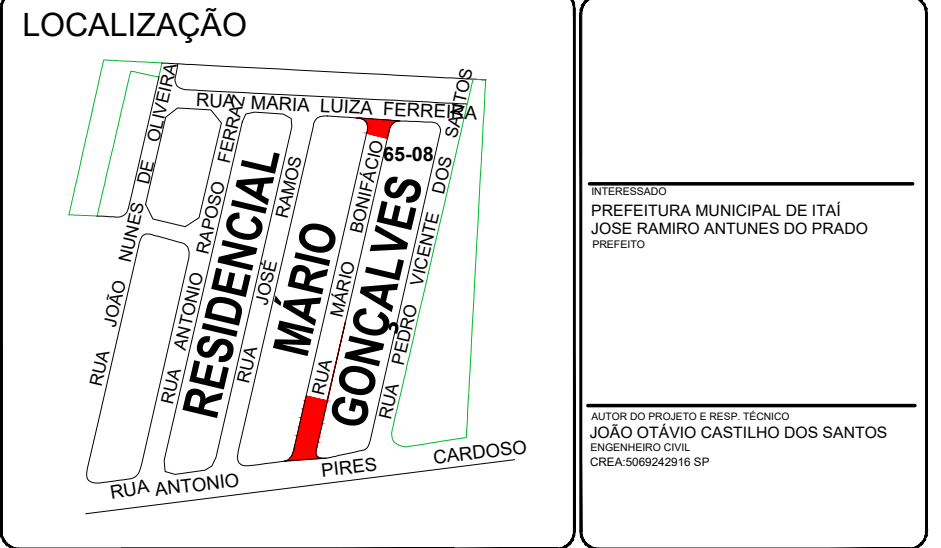 LOCALIZAÇÃO
RUA MARIA LUIZA FERREIRA
RUA JOÃO NUNES DE OLIVEIRA
RUA ANTONIO RAPOSO FERRAZ
RESIDENCIAL
RUA JOSÉ RAMOS
MÁRIO
RUA MÁRIO BONIFÁCIO
65-08
GONÇALVES
RUA PEDRO VICENTE DOS SANTOS
RUA ANTONIO PIRES CARDOSO
INTERESSADO
PREFEITURA MUNICIPAL DE ITAÍ
JOSE RAMIRO ANTUNES DO PRADO
PREFEITO
AUTOR DO PROJETO E RESP. TÉCNICO
JOÃO OTÁVIO CASTILHO DOS SANTOS
ENGENHEIRO CIVIL
CREA:5069242916 SP